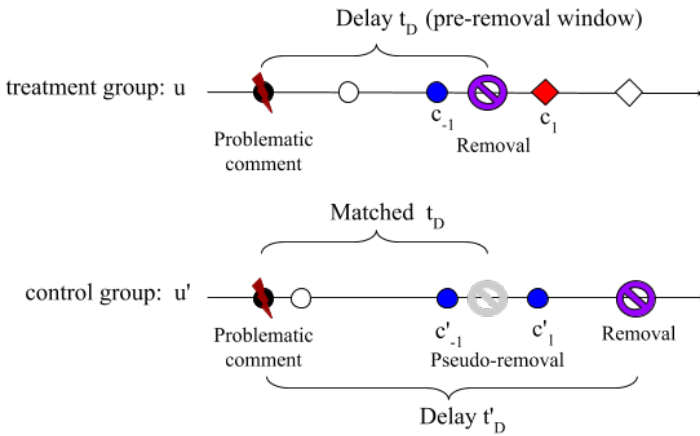 Delay t_D (pre-removal window)
treatment group: u
c_-1
c_1
Problematic
comment
Removal
Matched t_D
control group: u'
Problematic
comment
c'_-1
c'_1
Pseudo-removal
Removal
Delay t'_D